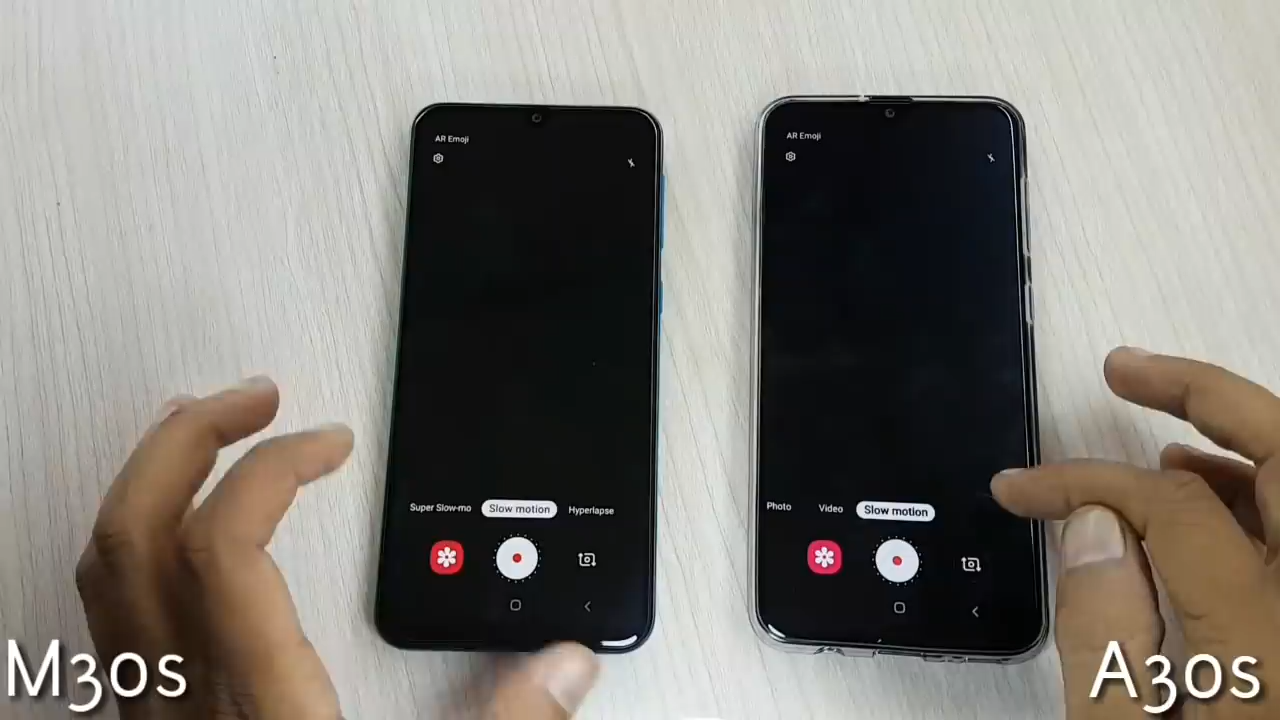 AR Emoji
Super Slow-mo Slow motion Hyperlapse
AR Emoji
Photo Video Slow motion
M30s
A30s